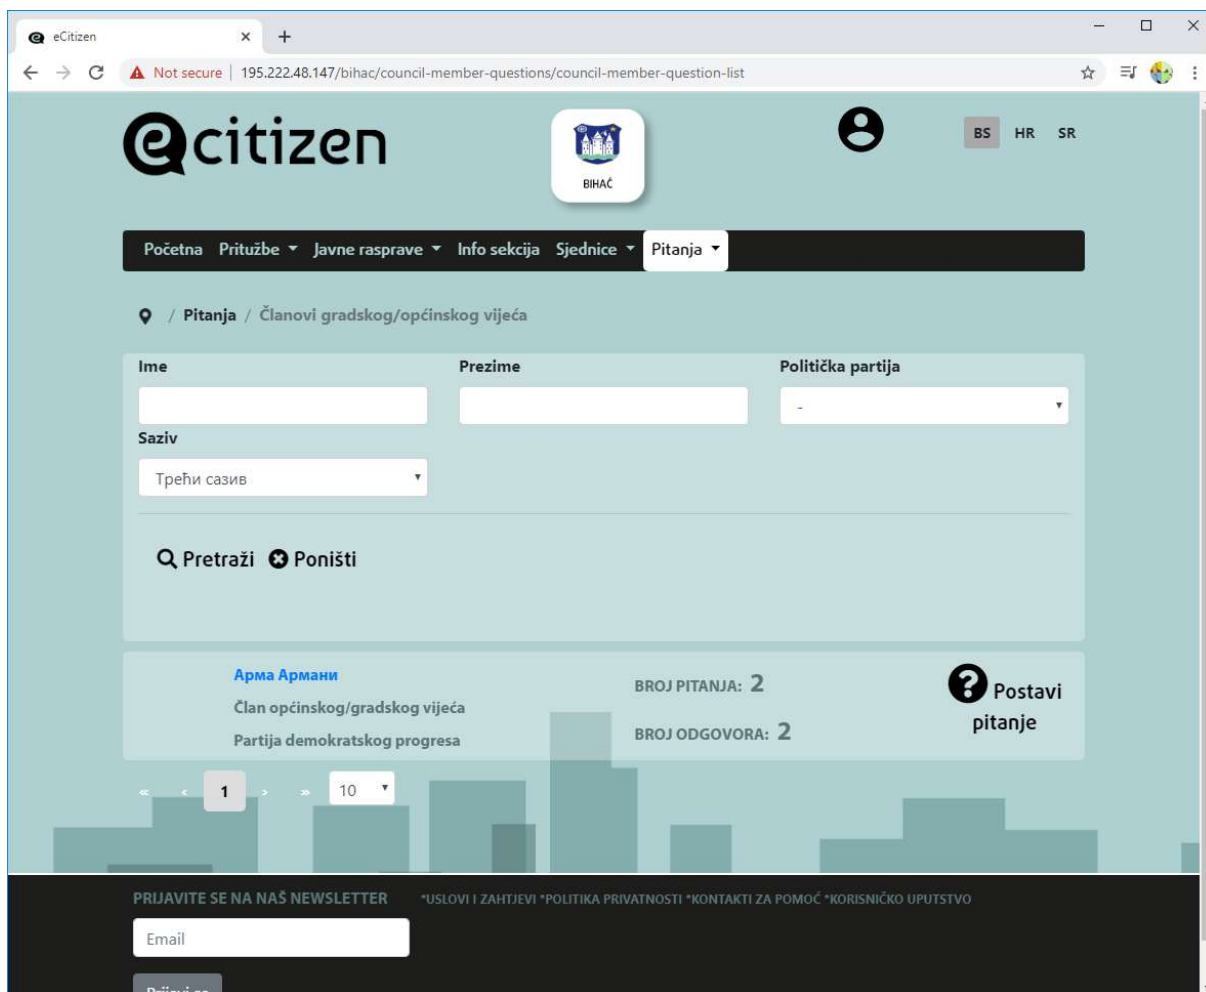 eCitizen
Not secure | 195.222.48.147/bihac/council-member-questions/council-member-question-list
ecitizen
BIHAĆ
BS HR SR
Početna Pritužbe Javne rasprave Info sekcija Sjednice Pitanja
/ Pitanja / Članovi gradskog/općinskog vijeća
Ime Prezime Politička partija
-
Saziv
Трећи сазив
Pretraži Poništi
Арма Армани
Član općinskog/gradskog vijeća
Partija demokratskog progresa
BROJ PITANJA: 2
BROJ ODGOVORA: 2
Postavi
pitanje
« ‹ 1 › » 10
PRIJAVITE SE NA NAŠ NEWSLETTER
*USLOVI I ZAHTJEVI *POLITIKA PRIVATNOSTI *KONTAKTI ZA POMOĆ *KORISNIČKO UPUTSTVO
Email
Prijavi se